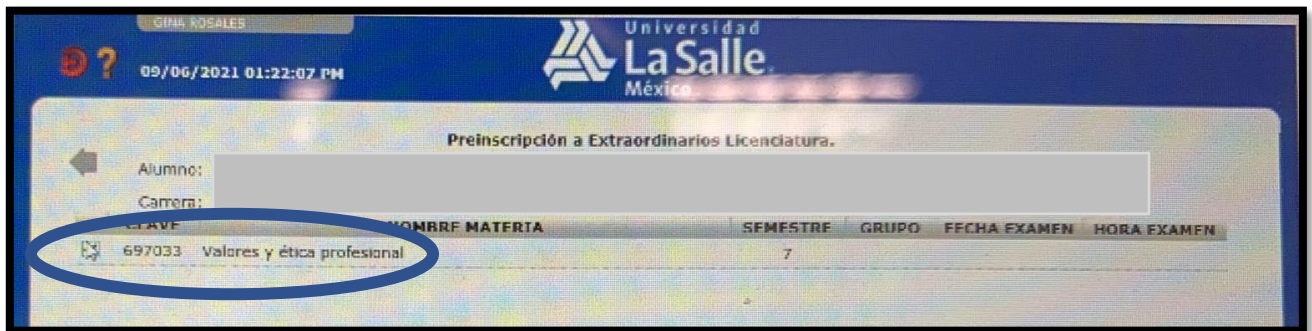 GINA ROSALES
09/06/2021 01:22:07 PM
?
Universidad
La Salle
México
Preinscripción a Extraordinarios Licenciatura.
Alumno:
Carrera:
CLAVE NOMBRE MATERIA SEMESTRE GRUPO FECHA EXAMEN HORA EXAMEN
697033 Valores y ética profesional 7